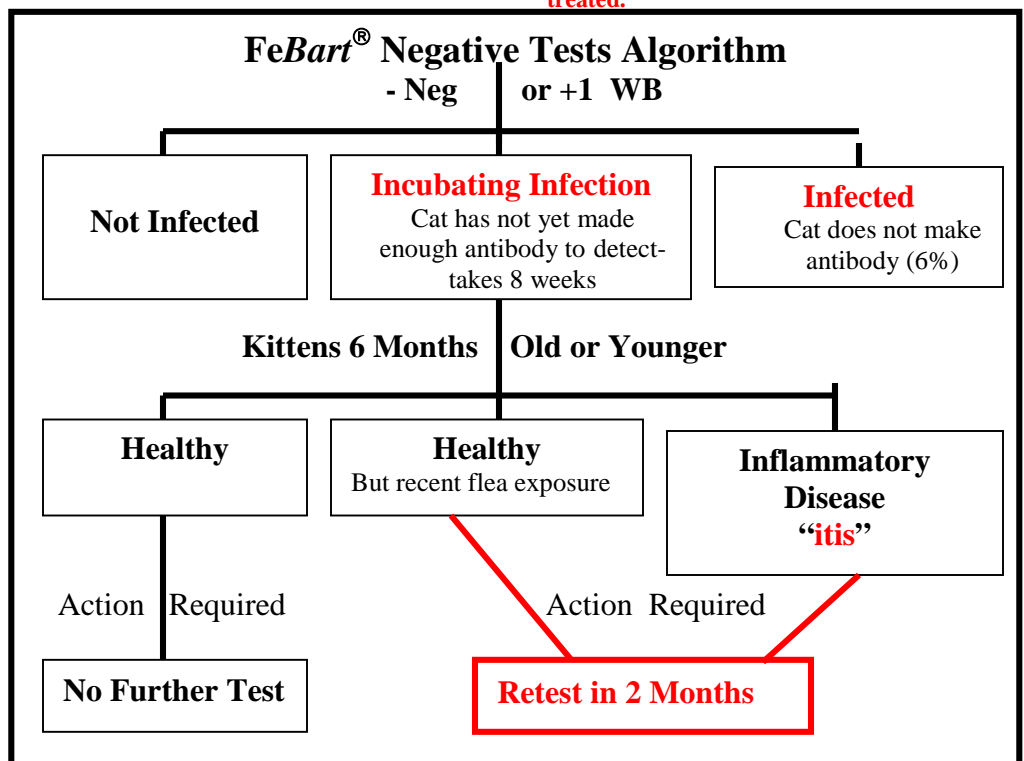 treated.
FeBart® Negative Tests Algorithm
- Neg or +1 WB
Not Infected
Incubating Infection
Cat has not yet made
enough antibody to detect-
takes 8 weeks
Infected
Cat does not make
antibody (6%)
Kittens 6 Months Old or Younger
Healthy
Healthy
But recent flea exposure
Inflammatory
Disease
“itis”
Action Required
Action Required
No Further Test
Retest in 2 Months